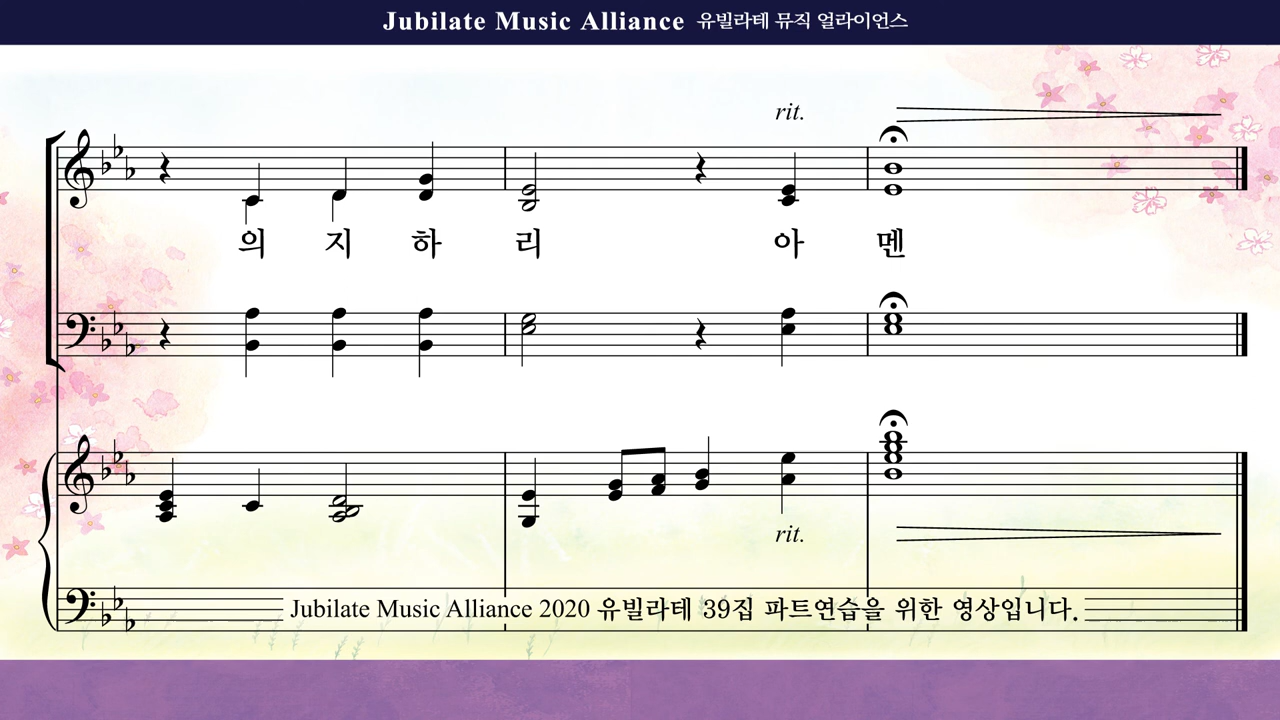 Jubilate Music Alliance 유빌라테 뮤직 얼라이언스
rit.
의 지 하 리 아 멘
rit.
Jubilate Music Alliance 2020 유빌라테 39집 파트연습을 위한 영상입니다.